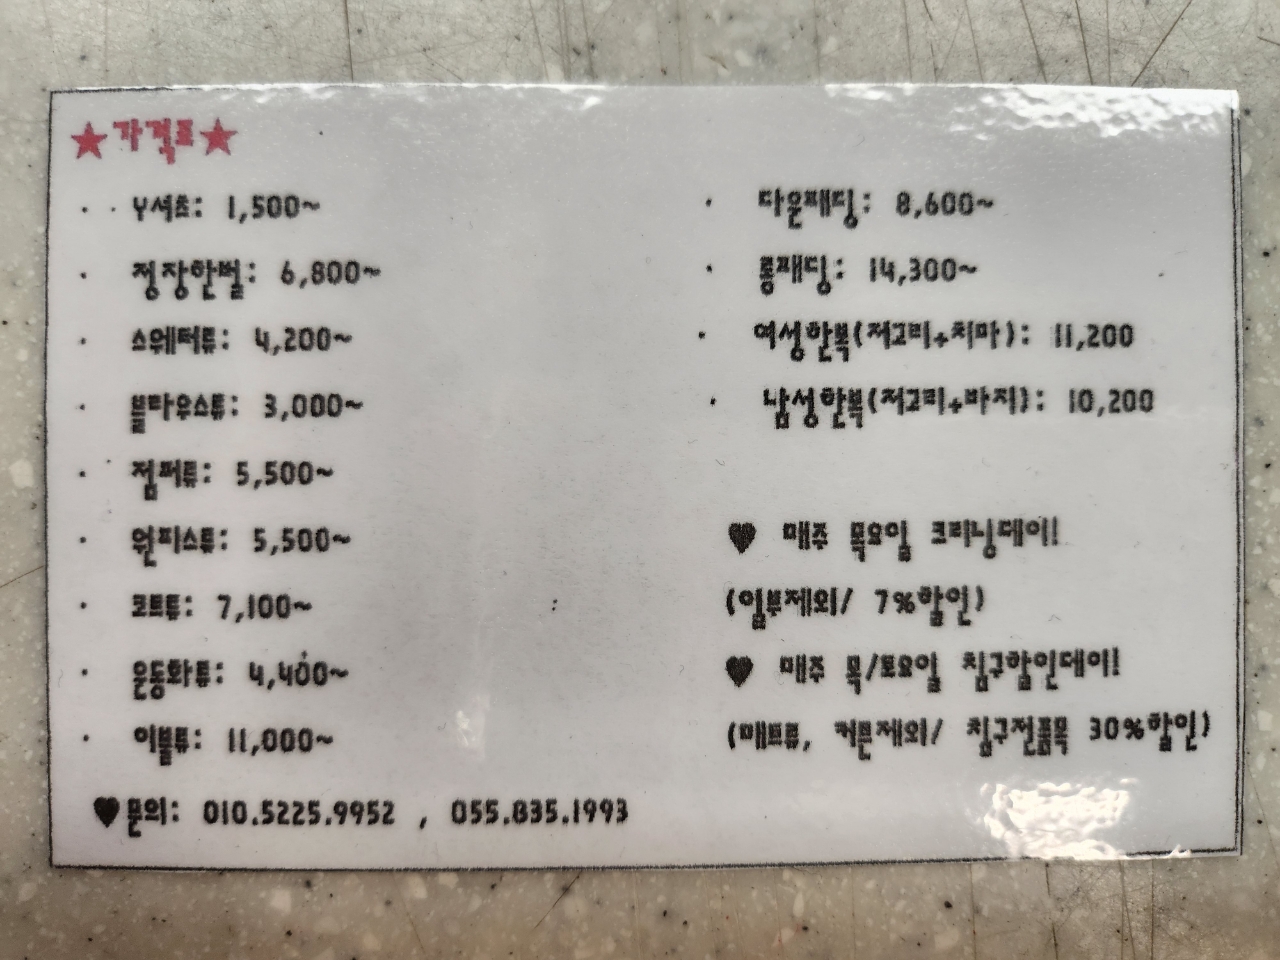 ★가격표★
· Y셔츠: 1,500~
· 정장한벌: 6,800~
· 스웨터류: 4,200~
· 블라우스류: 3,000~
· 점퍼류: 5,500~
· 원피스류: 5,500~
· 코트류: 7,100~
· 운동화류: 4,400~
· 이불류: 11,000~
♥문의: 010.5225.9952 , 055.835.1993
· 다운패딩: 8,600~
· 롱패딩: 14,300~
· 여성한복(저고리+치마): 11,200
· 남성한복(저고리+바지): 10,200
♥ 매주 목요일 크리닝데이!
(일부제외/ 7%할인)
♥ 매주 목/토요일 침구할인데이!
(매트류, 커튼제외/ 침구전품목 30%할인)